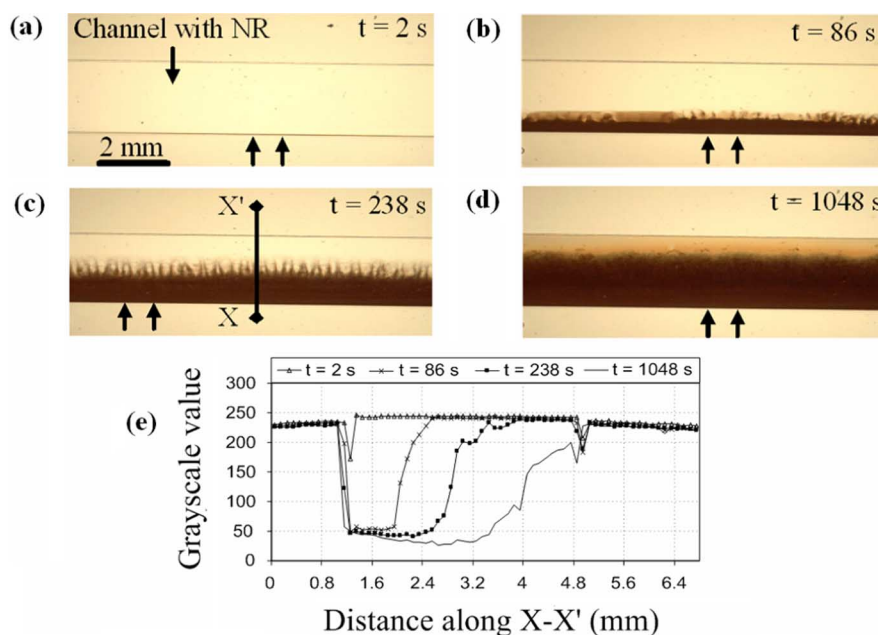 (a)
Channel with NR
t = 2 s
2 mm
(b)
t = 86 s
(c)
X'
t = 238 s
X
(d)
t = 1048 s
(e)
t = 2 s
t = 86 s
t = 238 s
t = 1048 s
Grayscale value
300
250
200
150
100
50
0
0 0.8 1.6 2.4 3.2 4 4.8 5.6 6.4
Distance along X-X' (mm)